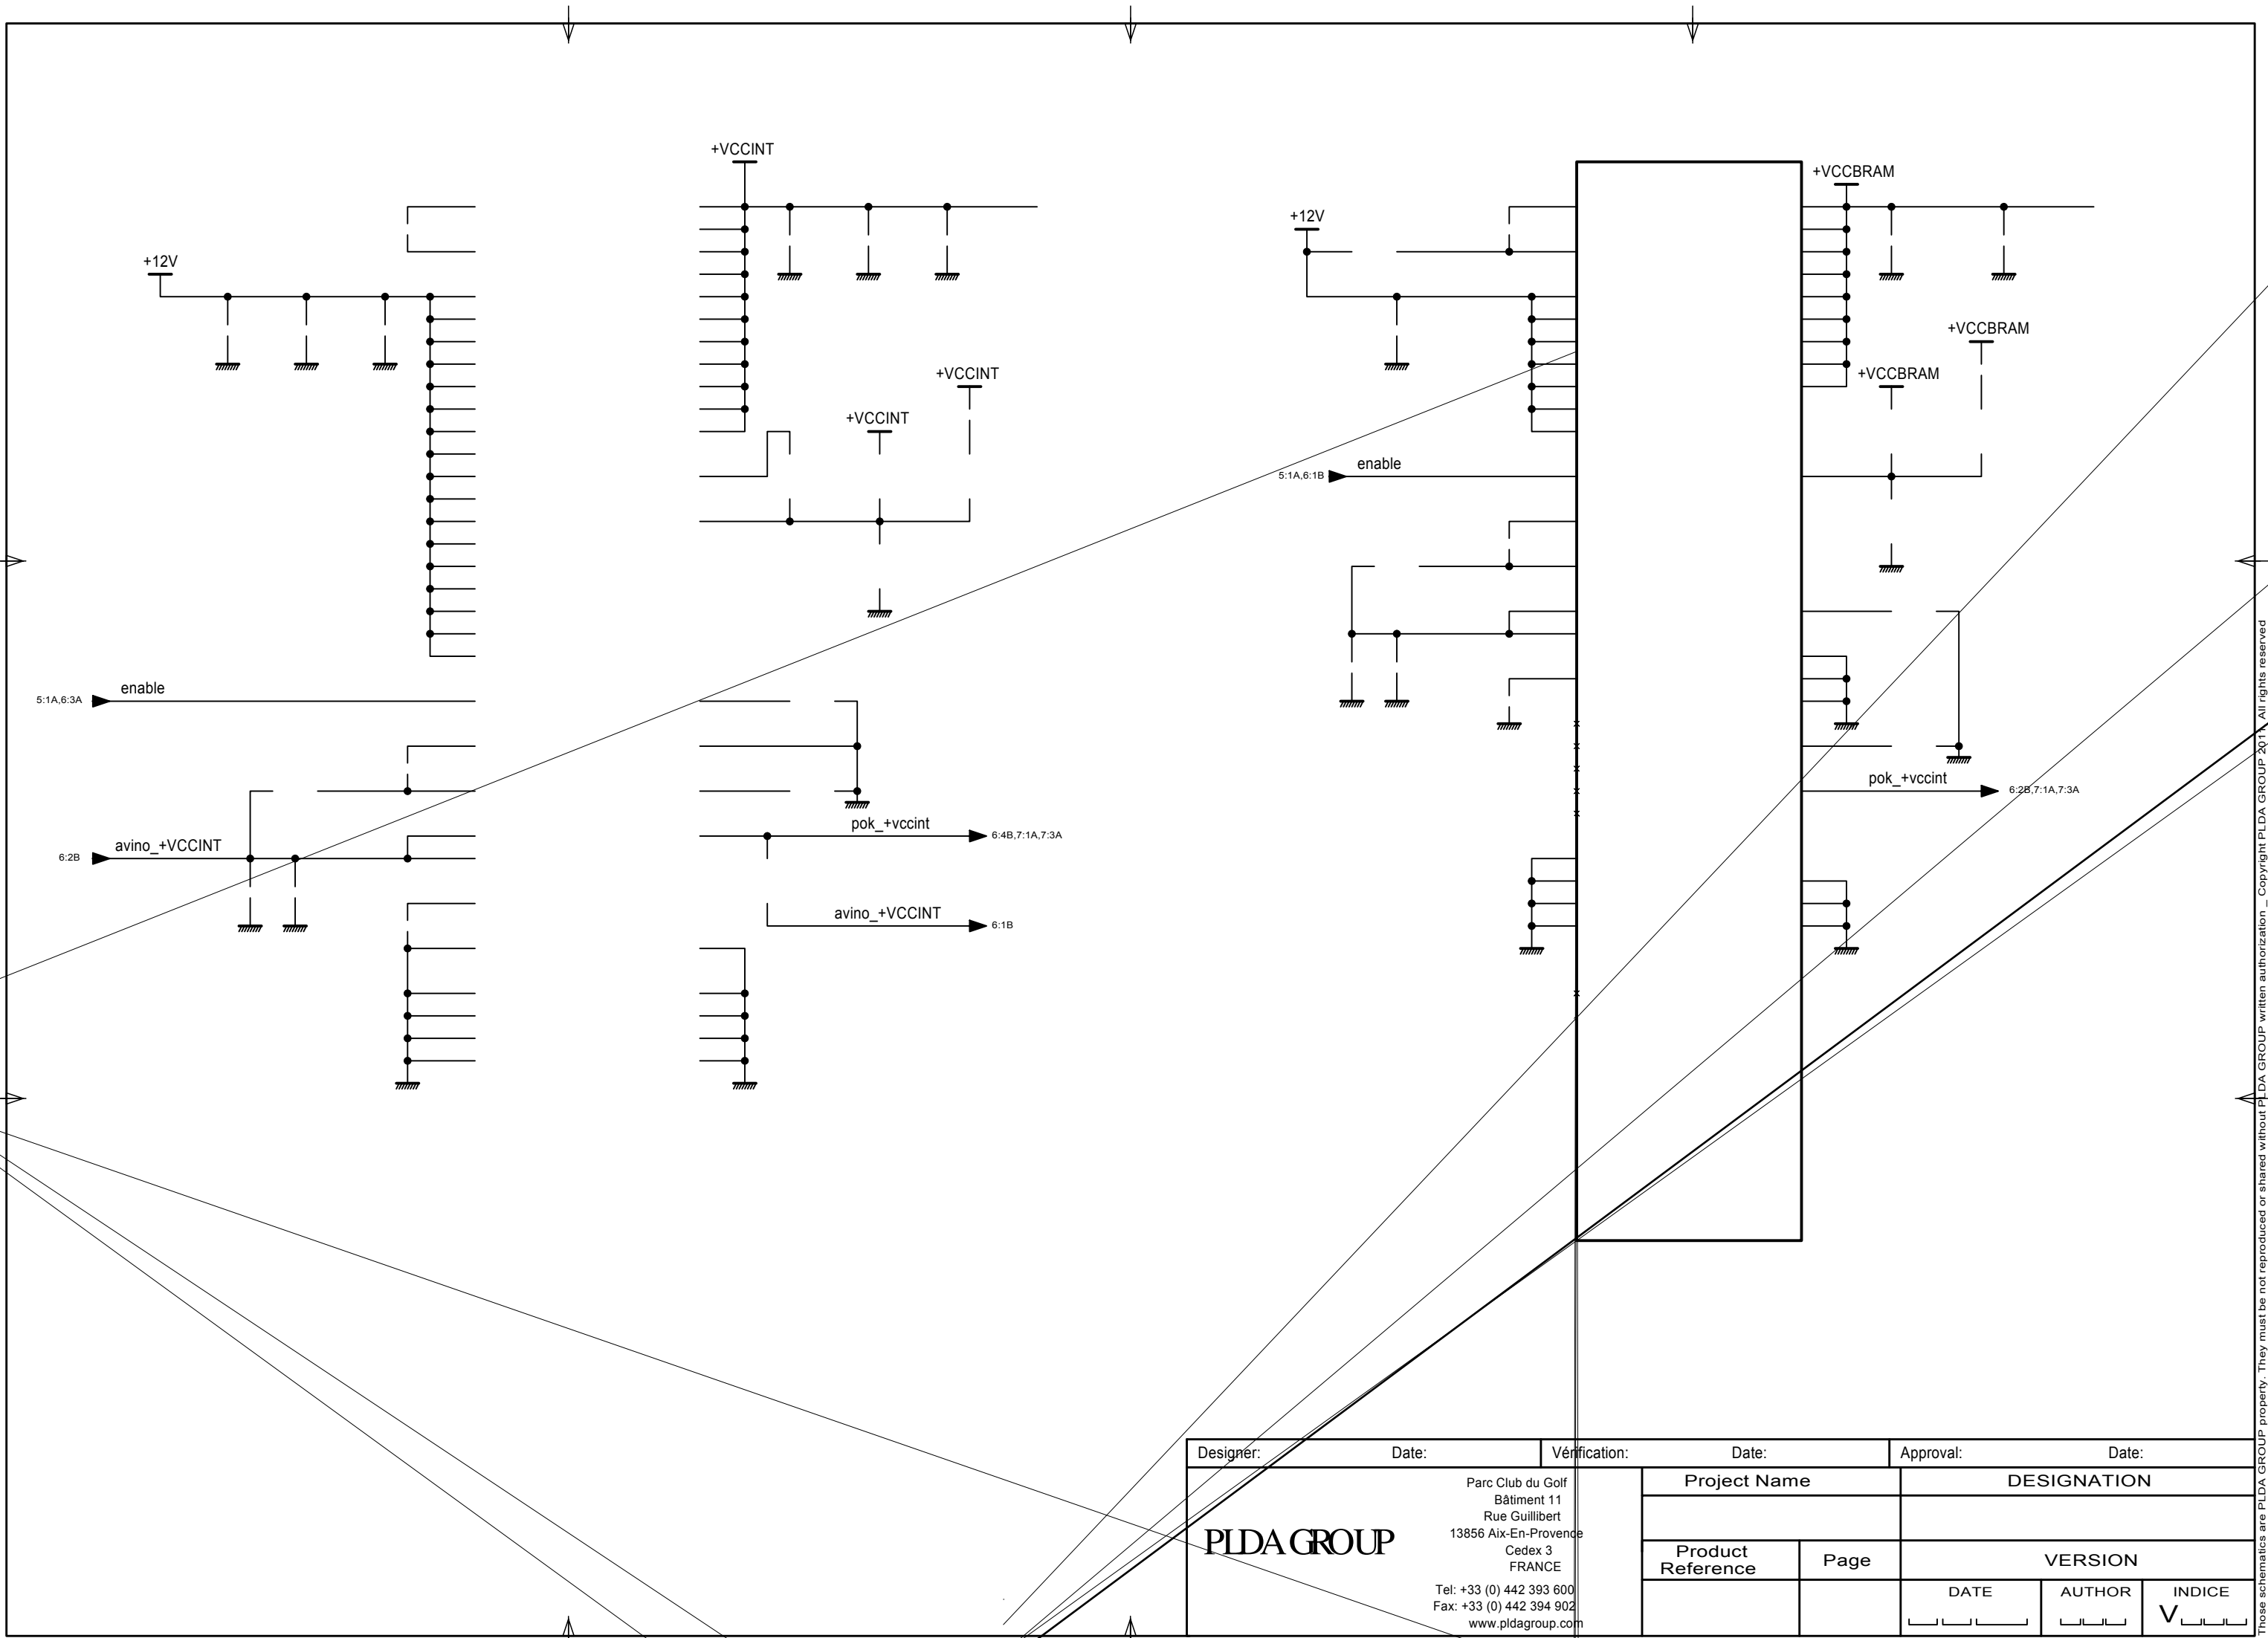 +VCCINT
+12V
+VCCINT
+VCCINT
5:1A,6:3A
enable
6:2B
avino_+VCCINT
pok_+vccint
6:4B,7:1A,7:3A
avino_+VCCINT
6:1B
+12V
+VCCBRAM
+VCCBRAM
+VCCBRAM
5:1A,6:1B
enable
pok_+vccint
6:2B,7:1A,7:3A
Those schematics are PLDA GROUP property. They must be not reproduced or shared without PLDA GROUP written authorization _ Copyright PLDA GROUP 2011. All rights reserved
Designer: Date: Vérification: Date: Approval: Date:
PLDA GROUP
Parc Club du Golf
Bâtiment 11
Rue Guillibert
13856 Aix-En-Provence
Cedex 3
FRANCE
Tel: +33 (0) 442 393 600
Fax: +33 (0) 442 394 902
www.pldagroup.com
Project Name
DESIGNATION
Product
Reference
Page
VERSION
DATE
AUTHOR
INDICE
V